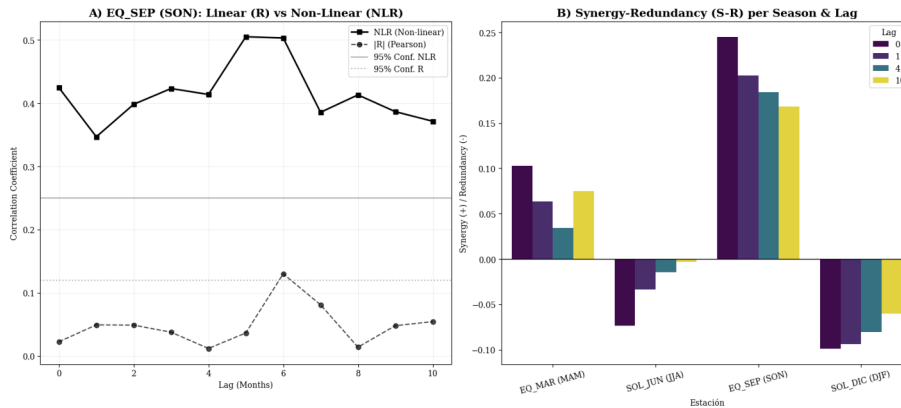 A) EQ_SEP (SON): Linear (R) vs Non-Linear (NLR)
NLR (Non-linear)
|R| (Pearson)
95% Conf. NLR
95% Conf. R
Correlation Coefficient
0.5
0.4
0.3
0.2
0.1
0.0
0 2 4 6 8 10
Lag (Months)
B) Synergy-Redundancy (S-R) per Season & Lag
Lag
0
1
4
10
Synergy (+) / Redundancy (-)
0.25
0.20
0.15
0.10
0.05
0.00
−0.05
−0.10
EQ_MAR (MAM) SOL_JUN (JJA) EQ_SEP (SON) SOL_DIC (DJF)
Estación